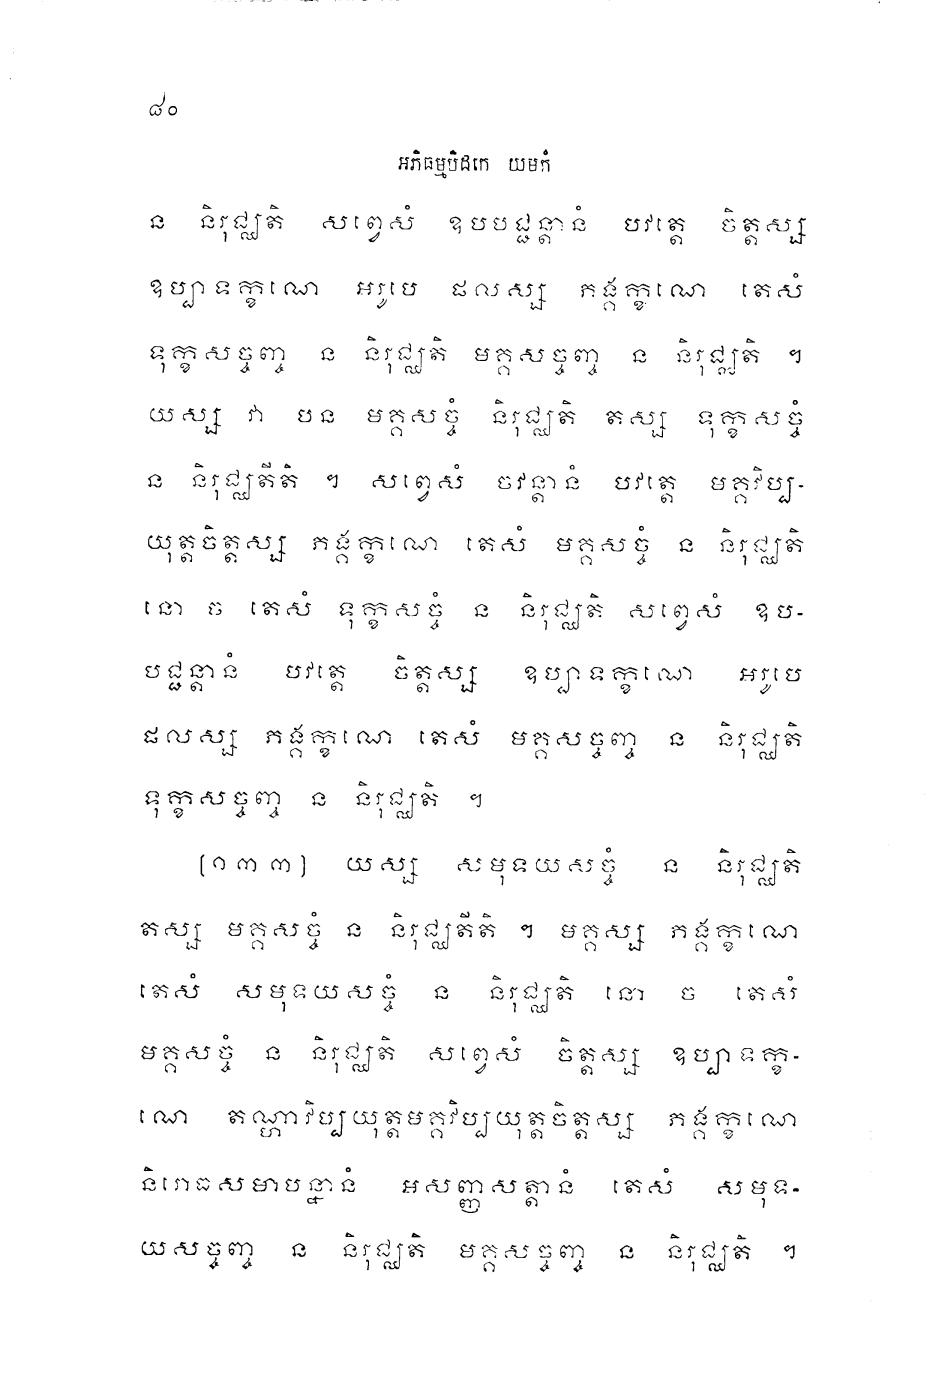 ៨០
អភិធម្មបិដកេ យមកំ
ន និរុជ្ឈតិ សព្វេសំ ឧបបជ្ជន្តានំ បវត្តេ ចិត្តស្ស
ឧប្បាទក្ខណេ អរូបេ ផលស្ស ភង្គក្ខណេ តេសំ
ទុក្ខសច្ចញ្ច ន និរុជ្ឈតិ មគ្គសច្ចញ្ច ន និរុជ្ឈតិ ។
យស្ស វា បន មគ្គសច្ចំ និរុជ្ឈតិ តស្ស ទុក្ខសច្ចំ
ន និរុជ្ឈតីតិ ។ សព្វេសំ ចវន្តានំ បវត្តេ មគ្គវិប្ប-
យុត្តចិត្តស្ស ភង្គក្ខណេ តេសំ មគ្គសច្ចំ ន និរុជ្ឈតិ
នោ ច តេសំ ទុក្ខសច្ចំ ន និរុជ្ឈតិ សព្វេសំ ឧប-
បជ្ជន្តានំ បវត្តេ ចិត្តស្ស ឧប្បាទក្ខណេ អរូបេ
ផលស្ស ភង្គក្ខណេ តេសំ មគ្គសច្ចញ្ច ន និរុជ្ឈតិ
ទុក្ខសច្ចញ្ច ន និរុជ្ឈតិ ។
[១៣៣] យស្ស សមុទយសច្ចំ ន និរុជ្ឈតិ
តស្ស មគ្គសច្ចំ ន និរុជ្ឈតីតិ ។ មគ្គស្ស ភង្គក្ខណេ
តេសំ សមុទយសច្ចំ ន និរុជ្ឈតិ នោ ច តេសំ
មគ្គសច្ចំ ន និរុជ្ឈតិ សព្វេសំ ចិត្តស្ស ឧប្បាទក្ខ-
ណេ តណ្ហាវិប្បយុត្តមគ្គវិប្បយុត្តចិត្តស្ស ភង្គក្ខណេ
និរោធសមាបន្នានំ អសញ្ញសត្តានំ តេសំ សមុទ-
យសច្ចញ្ច ន និរុជ្ឈតិ មគ្គសច្ចញ្ច ន និរុជ្ឈតិ ។